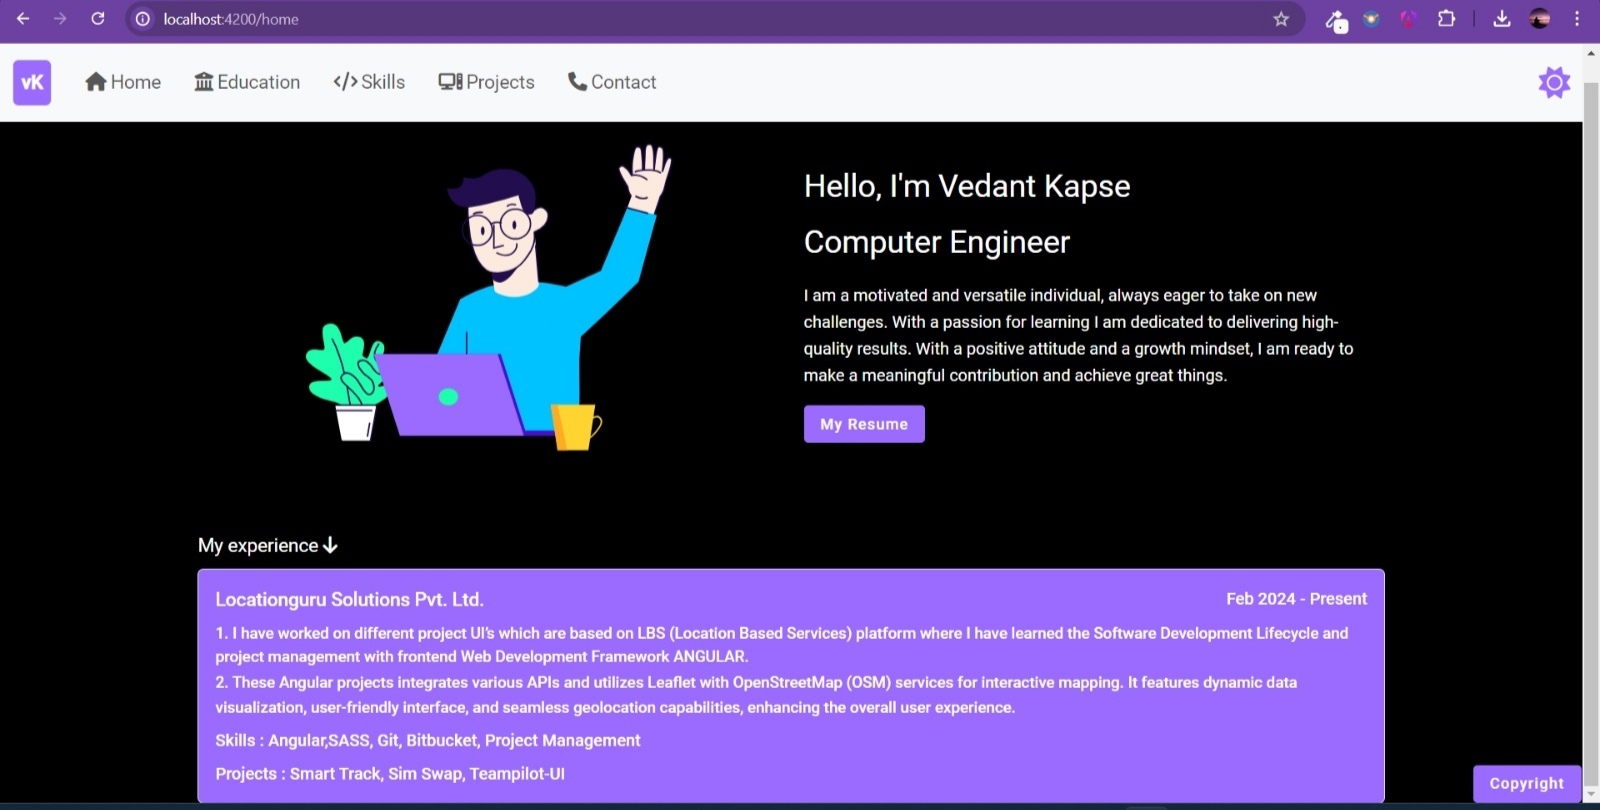 localhost:4200/home
vK
Home Education </> Skills Projects Contact
Hello, I'm Vedant Kapse
Computer Engineer
I am a motivated and versatile individual, always eager to take on new
challenges. With a passion for learning I am dedicated to delivering high-
quality results. With a positive attitude and a growth mindset, I am ready to
make a meaningful contribution and achieve great things.
My Resume
My experience
Locationguru Solutions Pvt. Ltd. Feb 2024 - Present
1. I have worked on different project UI's which are based on LBS (Location Based Services) platform where I have learned the Software Development Lifecycle and
project management with frontend Web Development Framework ANGULAR.
2. These Angular projects integrates various APIs and utilizes Leaflet with OpenStreetMap (OSM) services for interactive mapping. It features dynamic data
visualization, user-friendly interface, and seamless geolocation capabilities, enhancing the overall user experience.
Skills : Angular,SASS, Git, Bitbucket, Project Management
Projects : Smart Track, Sim Swap, Teampilot-UI
Copyright